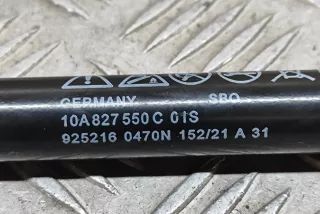 GERMANY SBO
10A827550C 01S
925216 0470N 152/21 A 31